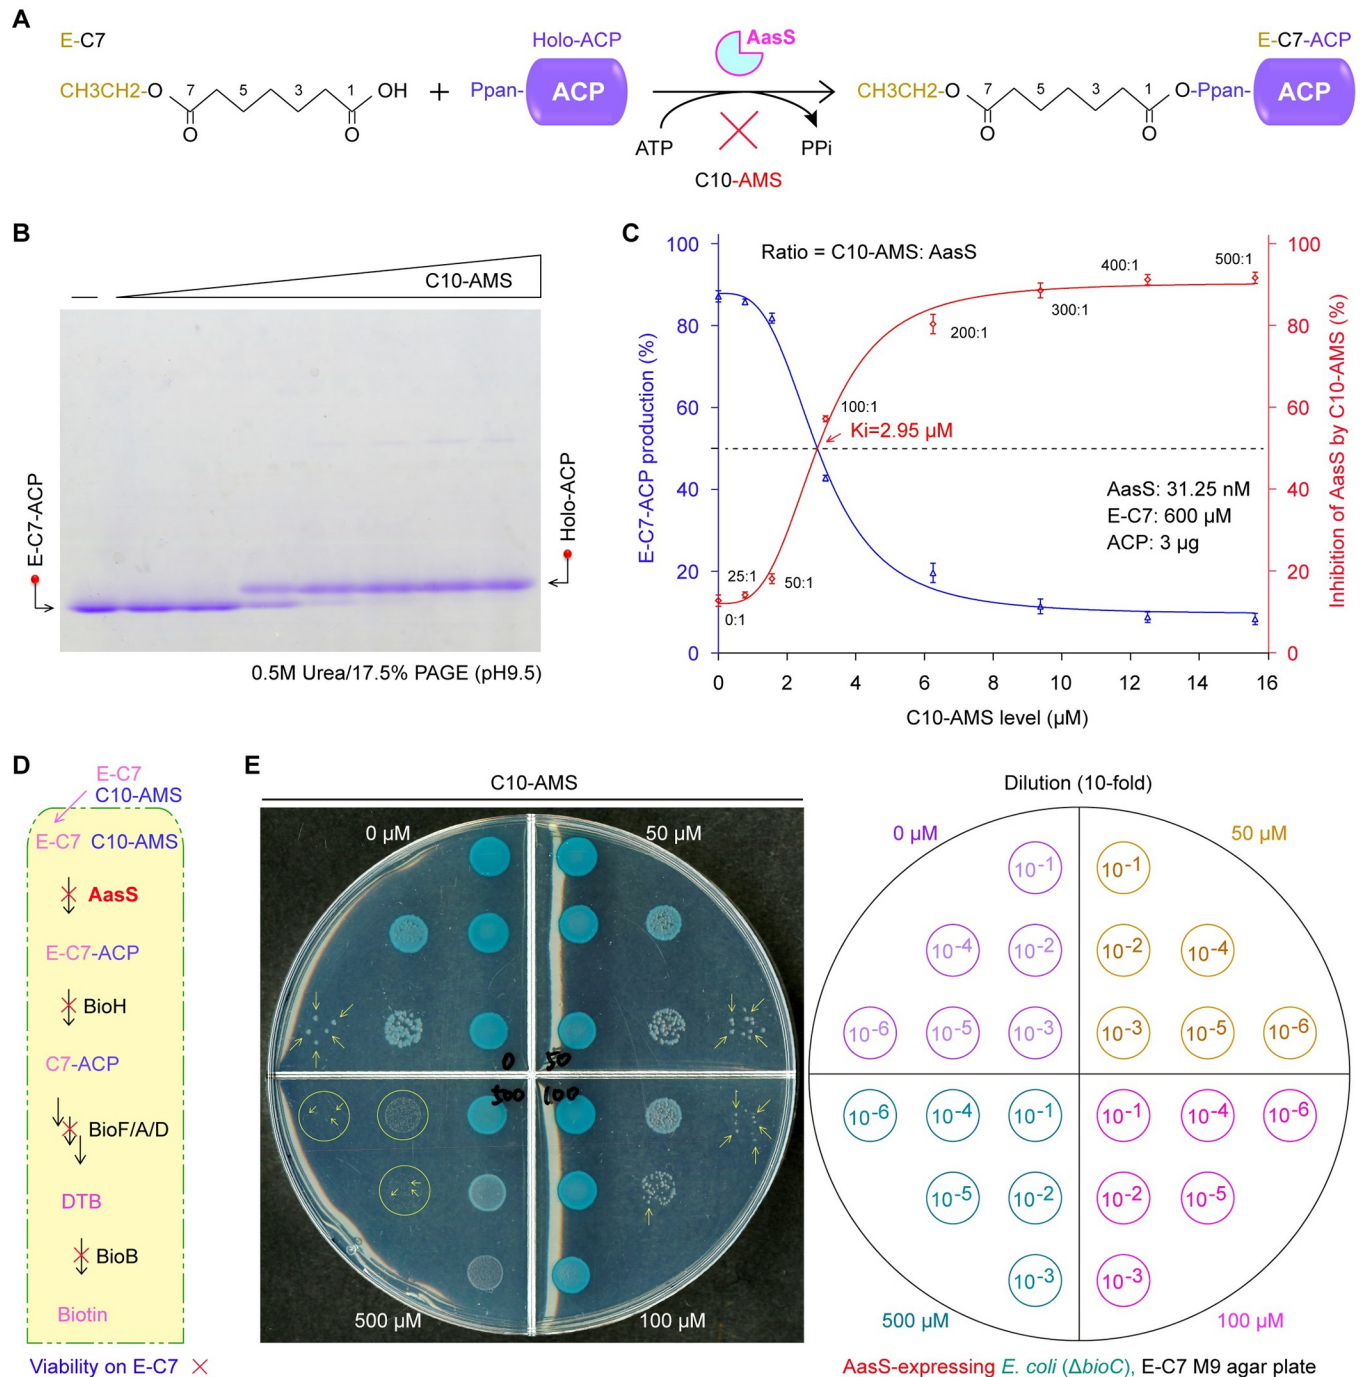 A
E-C7
Holo-ACP
AasS
E-C7-ACP
CH3CH2-O
7
5
3
1
OH
O
O
+
Ppan-
ACP
ATP
PPi
C10-AMS
CH3CH2-O
7
5
3
1
O-Ppan-
O
O
ACP
B
C10-AMS
E-C7-ACP
Holo-ACP
0.5M Urea/17.5% PAGE (pH9.5)
C
Ratio = C10-AMS: AasS
E-C7-ACP production (%)
100
80
60
40
20
0
0:1
25:1
50:1
100:1
200:1
300:1
400:1
500:1
Ki=2.95 µM
AasS: 31.25 nM
E-C7: 600 µM
ACP: 3 µg
100
80
60
40
20
0
Inhibition of AasS by C10-AMS (%)
0 2 4 6 8 10 12 14 16
C10-AMS level (µM)
D
E-C7
C10-AMS
E-C7 C10-AMS
AasS
E-C7-ACP
BioH
C7-ACP
BioF/A/D
DTB
BioB
Biotin
Viability on E-C7
E
C10-AMS
0 µM
50 µM
0 50
500 100
500 µM
100 µM
Dilution (10-fold)
0 µM
50 µM
10-1 10-1
10-4 10-2 10-2 10-4
10-6 10-5 10-3 10-3 10-5 10-6
10-6 10-4 10-1 10-1 10-4 10-6
10-5 10-2 10-2 10-5
10-3 10-3
500 µM
100 µM
AasS-expressing E. coli (ΔbioC), E-C7 M9 agar plate